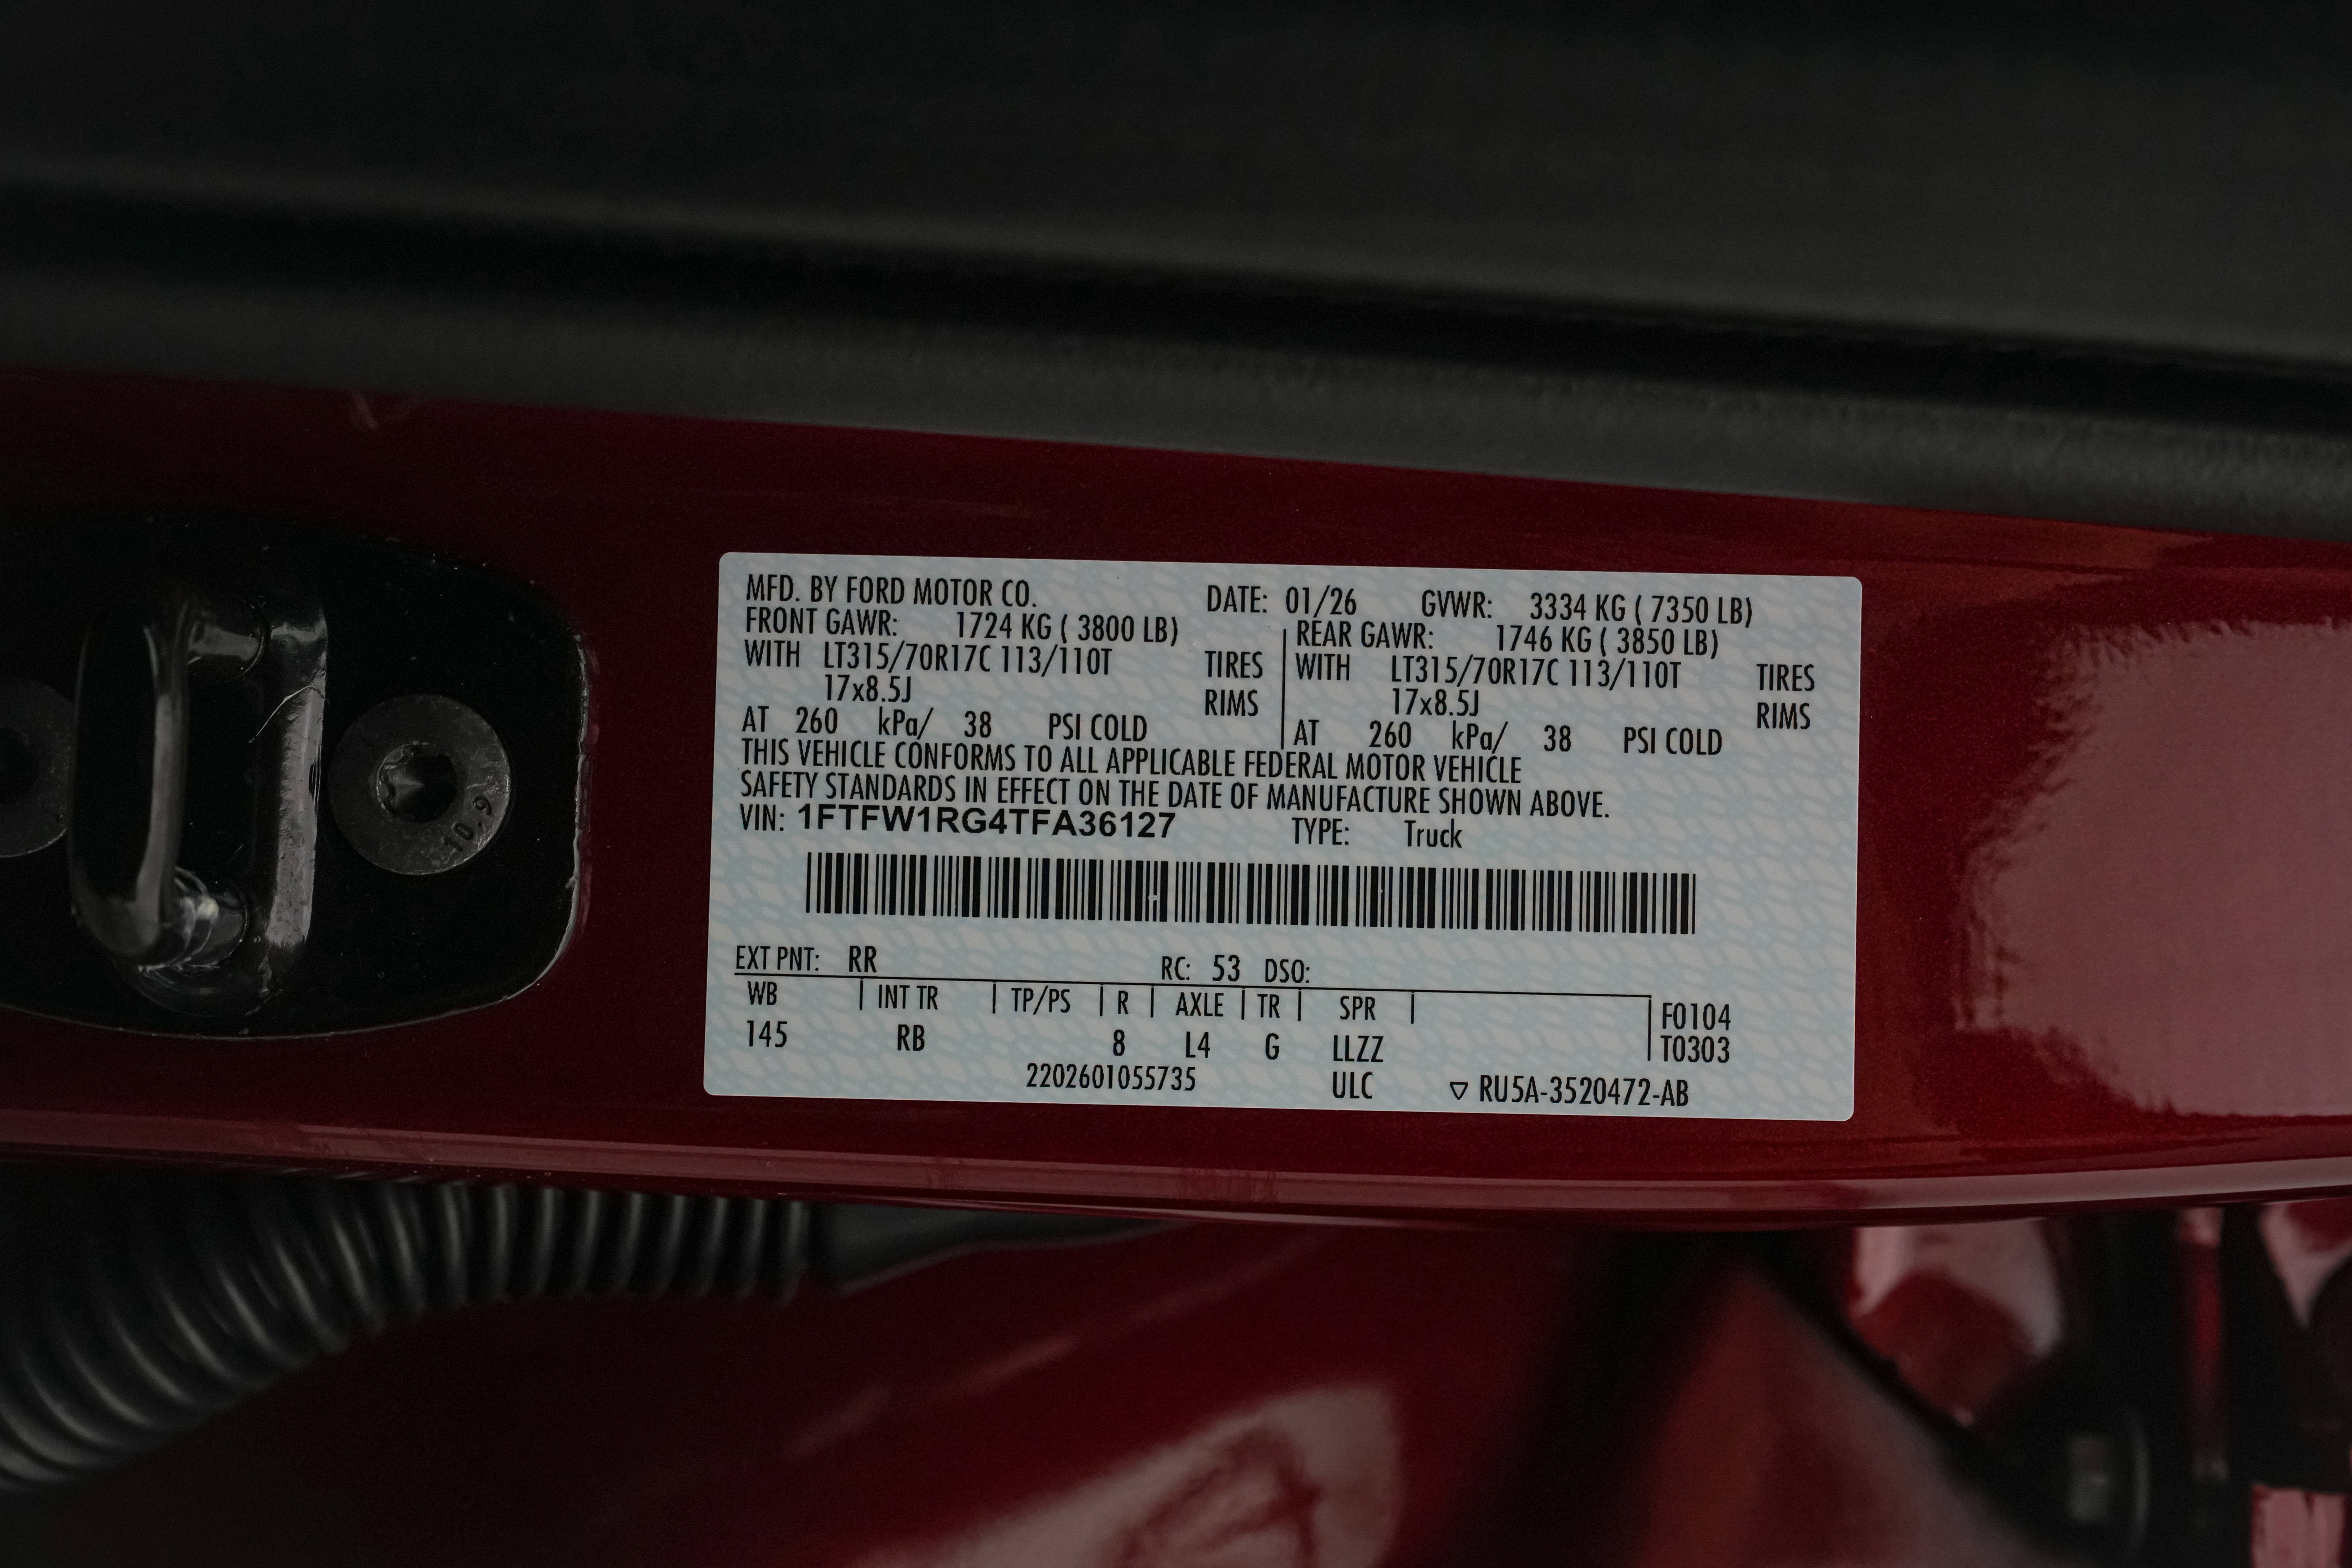 MFD. BY FORD MOTOR CO. DATE: 01/26 GVWR: 3334 KG ( 7350 LB)
FRONT GAWR: 1724 KG ( 3800 LB) REAR GAWR: 1746 KG ( 3850 LB)
WITH LT315/70R17C 113/110T TIRES WITH LT315/70R17C 113/110T TIRES
17x8.5J RIMS 17x8.5J RIMS
AT 260 kPa/ 38 PSI COLD AT 260 kPa/ 38 PSI COLD
THIS VEHICLE CONFORMS TO ALL APPLICABLE FEDERAL MOTOR VEHICLE
SAFETY STANDARDS IN EFFECT ON THE DATE OF MANUFACTURE SHOWN ABOVE.
VIN: 1FTFW1RG4TFA36127 TYPE: Truck
EXT PNT: RR RC: 53 DSO:
WB INT TR TP/PS R AXLE TR SPR F0104
145 RB 8 L4 G LLZZ T0303
2202601055735 ULC ▽ RU5A-3520472-AB
10.9